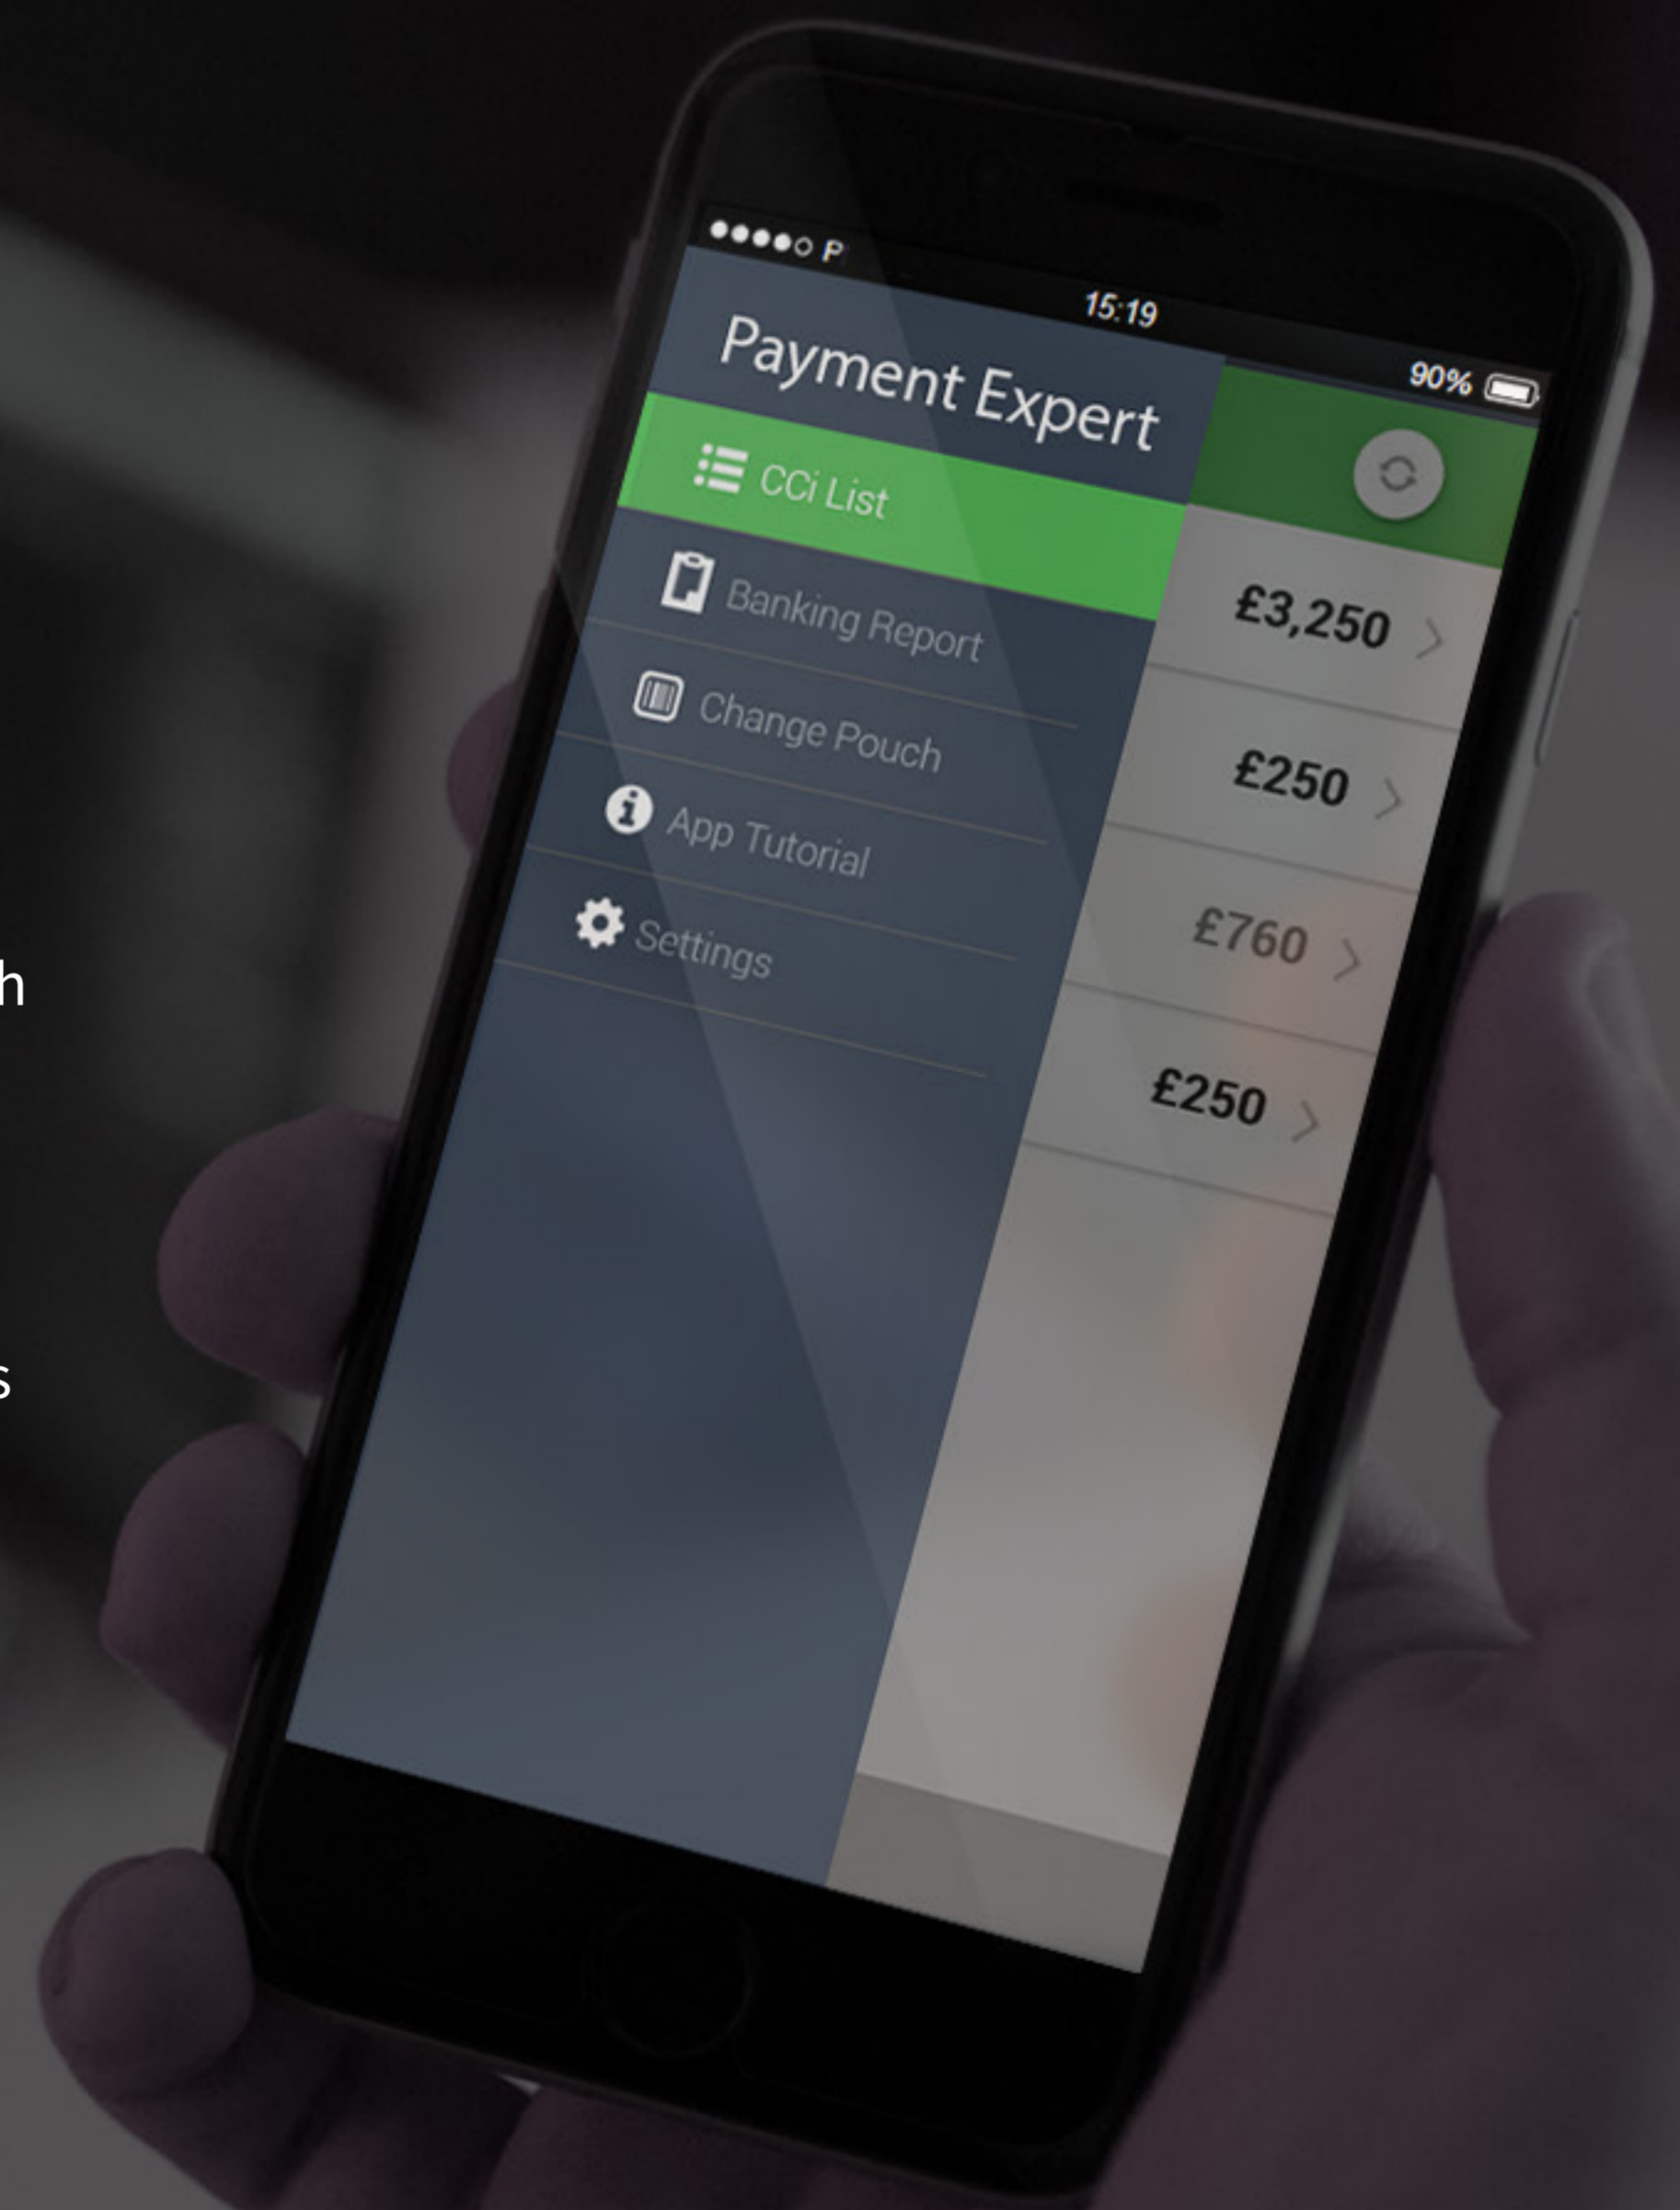 P
15:19
90%
Payment Expert
CCi List
Banking Report
Change Pouch
App Tutorial
Settings
£3,250
£250
£760
£250
h
s